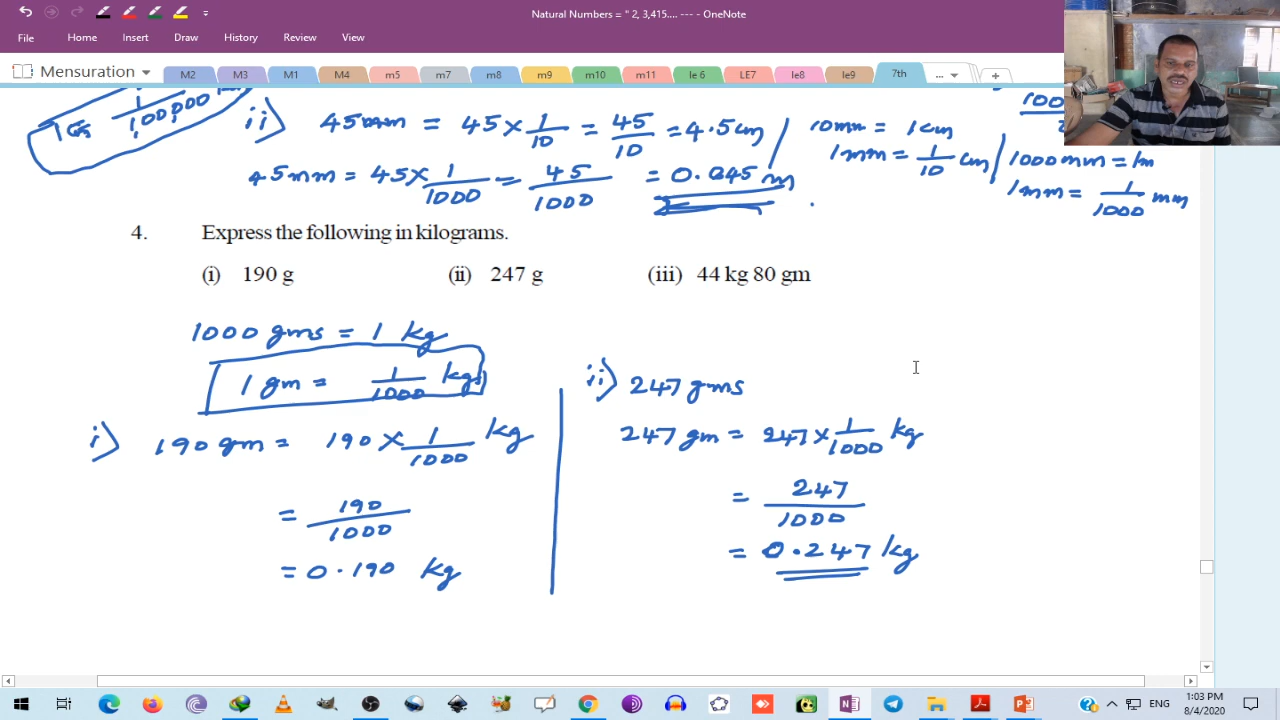 Natural Numbers = " 2, 3,415.... --- - OneNote
File Home Insert Draw History Review View
Mensuration M2 M3 M1 M4 m5 m7 m8 m9 m10 m11 le 6 LE7 le8 le9 7th ... +
1/100,000
ii) 45mm = 45 × 1/10 = 45/10 = 4.5cm / 10mm = 1cm
1mm = 1/10 cm / 1000mm = 1m
45mm = 45 × 1/1000 = 45/1000 = 0.045 m
1mm = 1/1000 mm
4. Express the following in kilograms.
(i) 190 g (ii) 247 g (iii) 44 kg 80 gm
1000 gms = 1 kg
1 gm = 1/1000 kgs
i) 190 gm = 190 × 1/1000 kg
= 190/1000
= 0.190 kg
ii) 247 gms
247 gm = 247 × 1/1000 kg
= 247/1000
= 0.247 kg
ENG 1:03 PM
8/4/2020